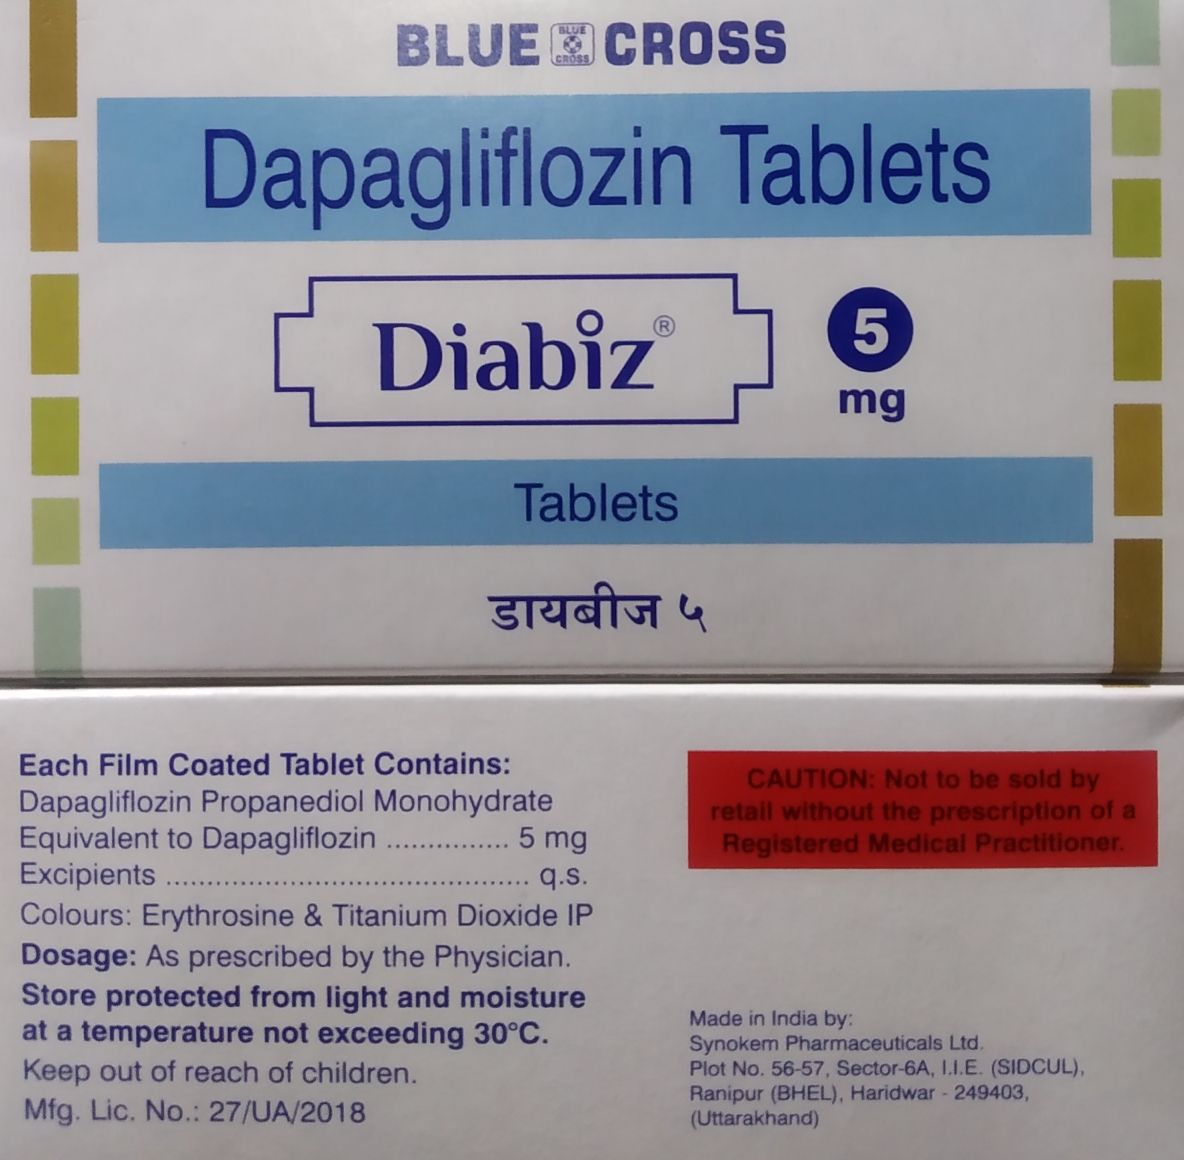 BLUE BLUE CROSS CROSS
Dapagliflozin Tablets
Diabiz®
5
mg
Tablets
डायबीज ५
Each Film Coated Tablet Contains:
Dapagliflozin Propanediol Monohydrate
Equivalent to Dapagliflozin ............... 5 mg
Excipients ............................................ q.s.
Colours: Erythrosine & Titanium Dioxide IP
Dosage: As prescribed by the Physician.
Store protected from light and moisture
at a temperature not exceeding 30°C.
Keep out of reach of children.
Mfg. Lic. No.: 27/UA/2018
CAUTION: Not to be sold by
retail without the prescription of a
Registered Medical Practitioner.
Made in India by:
Synokem Pharmaceuticals Ltd.
Plot No. 56-57, Sector-6A, I.I.E. (SIDCUL),
Ranipur (BHEL), Haridwar - 249403,
(Uttarakhand)